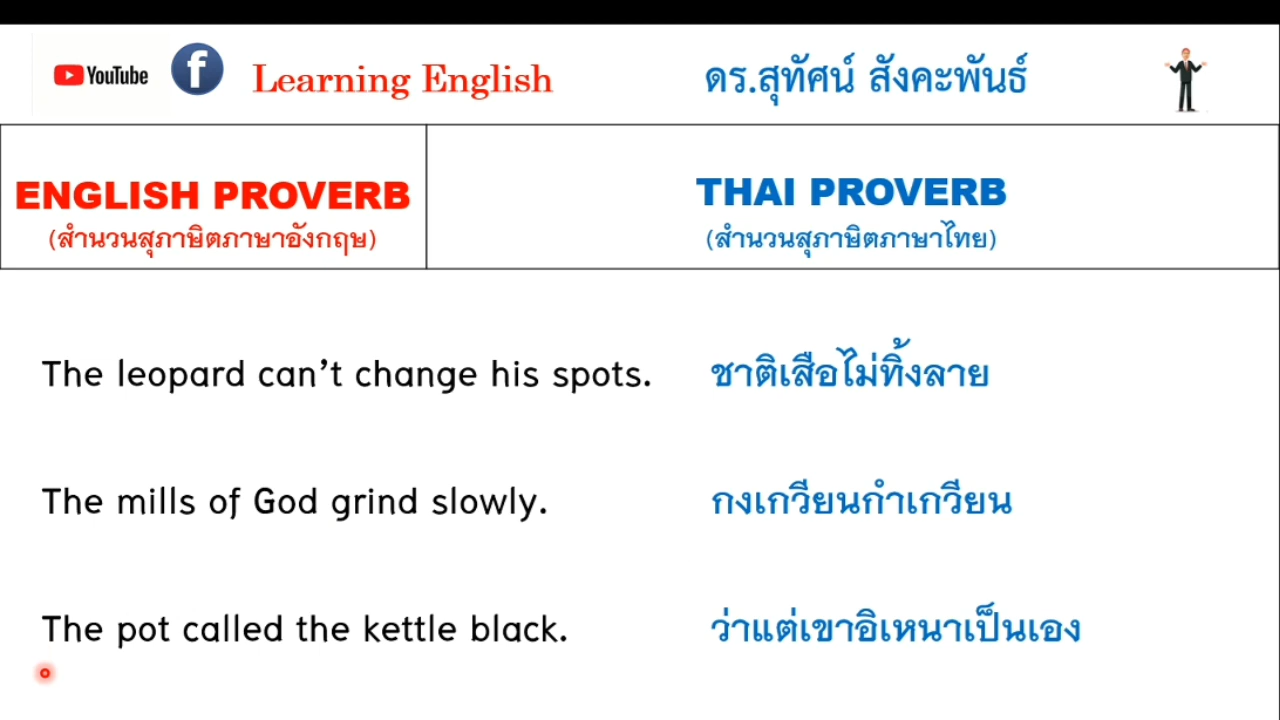 YouTube f Learning English ดร.สุทัศน์ สังคะพันธ์
ENGLISH PROVERB
(สำนวนสุภาษิตภาษาอังกฤษ)
THAI PROVERB
(สำนวนสุภาษิตภาษาไทย)
The leopard can't change his spots. ชาติเสือไม่ทิ้งลาย
The mills of God grind slowly. กงเกวียนกำเกวียน
The pot called the kettle black. ว่าแต่เขาอิเหนาเป็นเอง